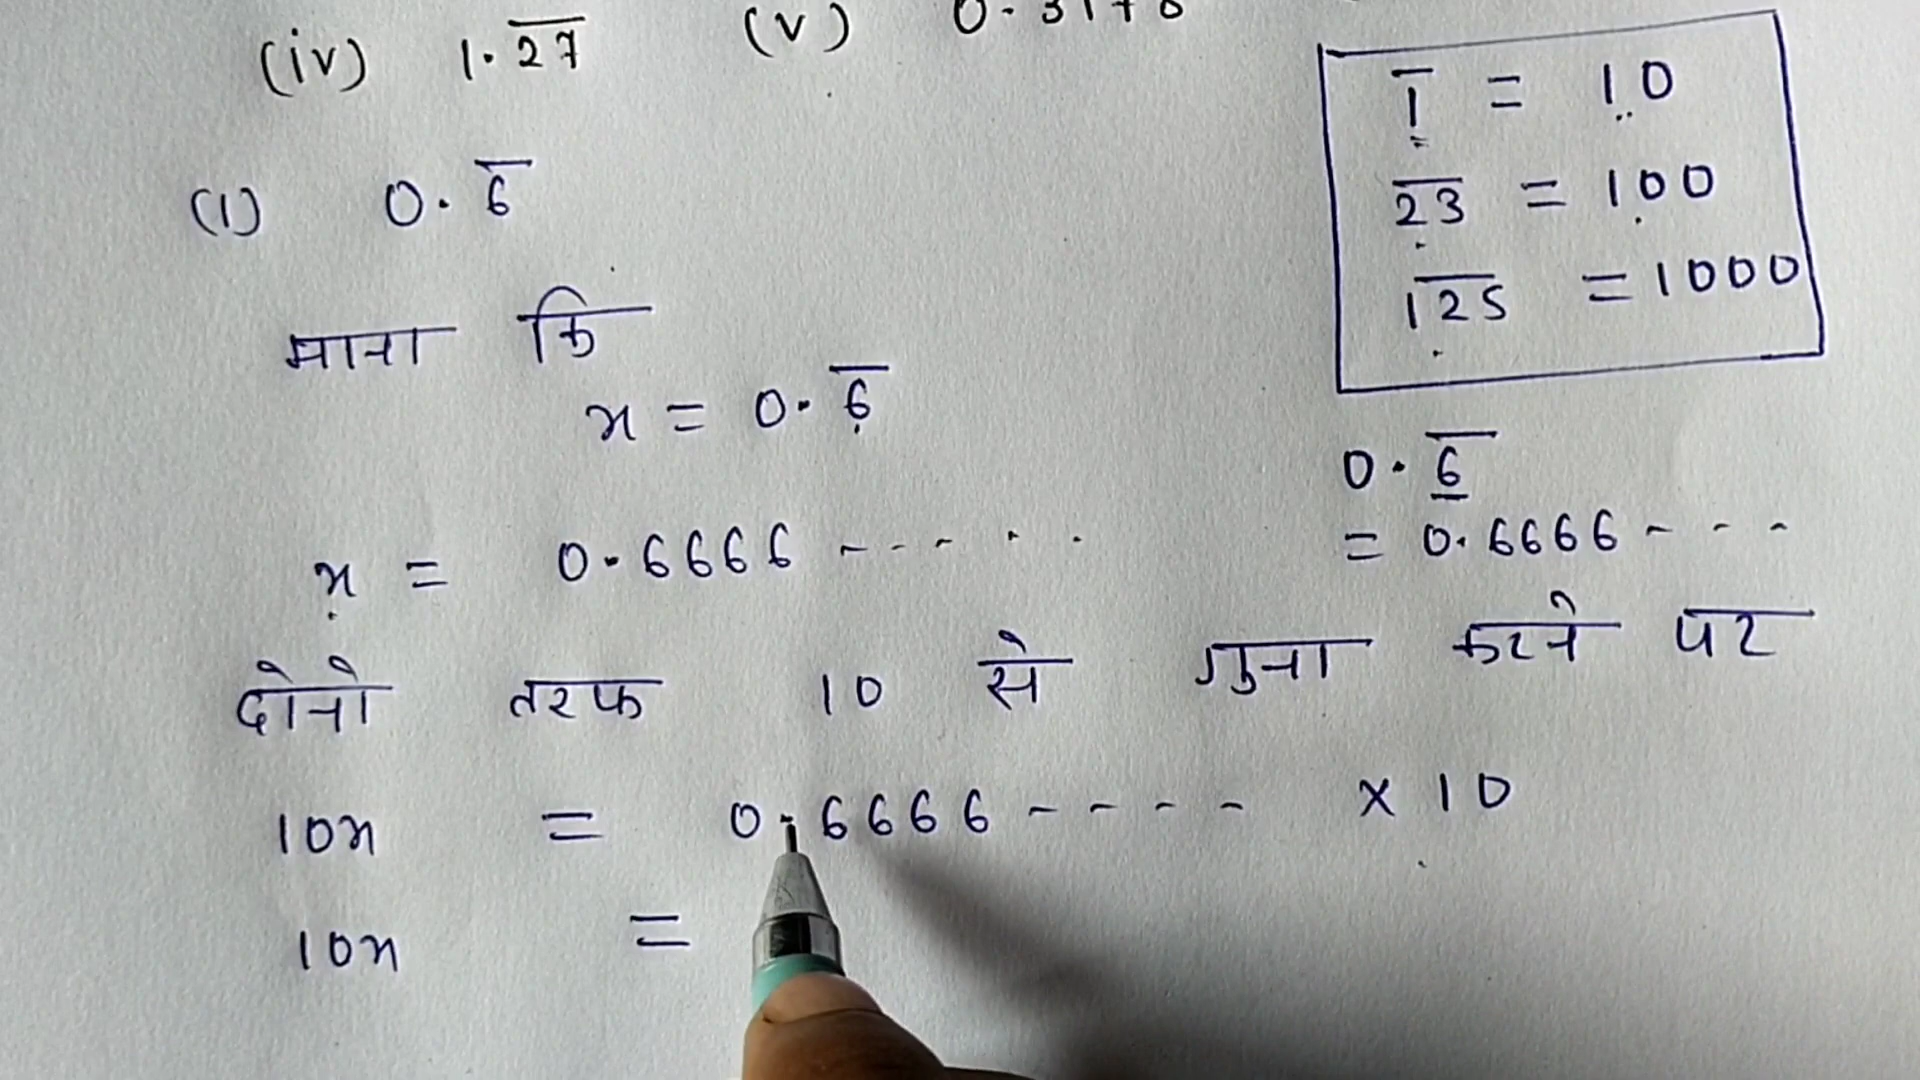 (iv) 1.2̅7̅ (v)
1̅ = 10
2̅3̅ = 100
1̅2̅5̅ = 1000
(1) 0.6̅
माना कि
x = 0.6̅
0.6̅
= 0.6666 - - -
x = 0.6666 - - - - - -
दोनो तरफ 10 से गुना करने पर
10x = 0.6666 - - - - × 10
10x =